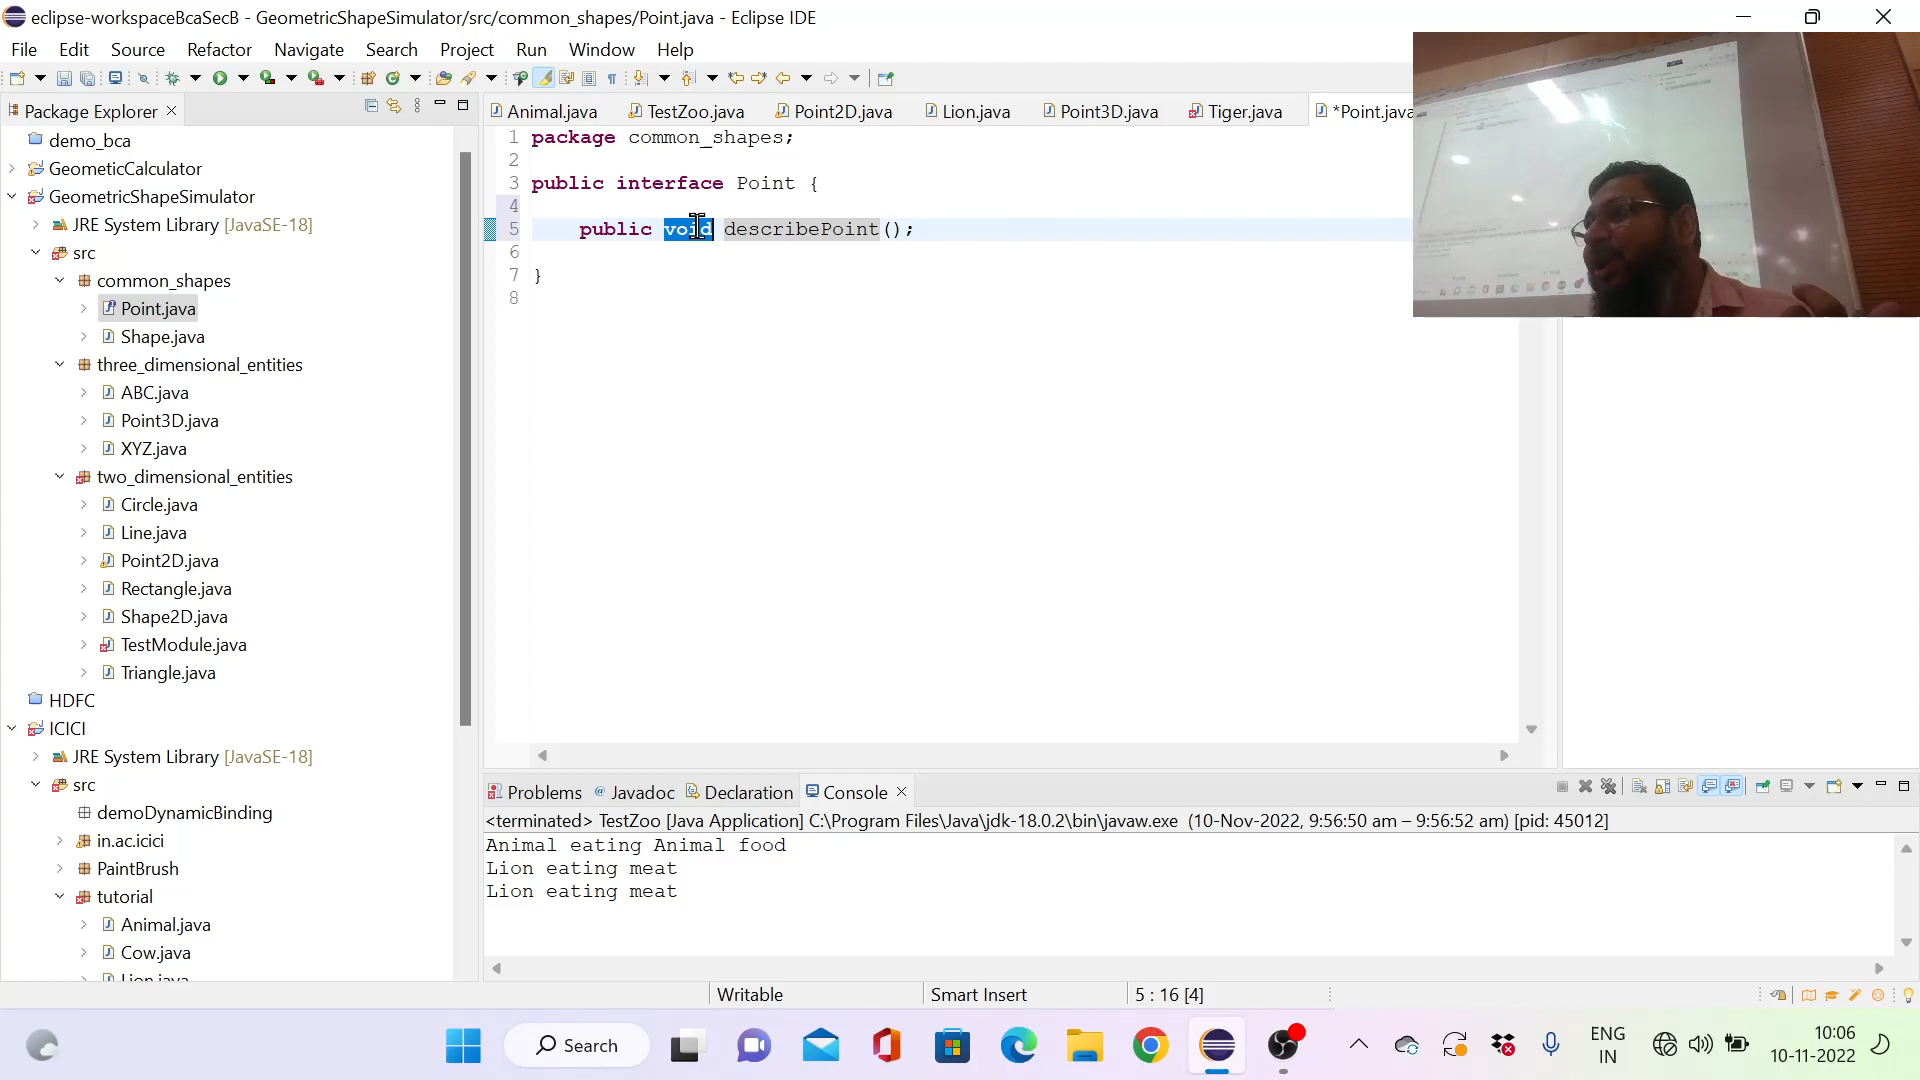 eclipse-workspaceBcaSecB - GeometricShapeSimulator/src/common_shapes/Point.java - Eclipse IDE
File Edit Source Refactor Navigate Search Project Run Window Help
Package Explorer
demo_bca
GeometicCalculator
GeometricShapeSimulator
JRE System Library [JavaSE-18]
src
common_shapes
Point.java
Shape.java
three_dimensional_entities
ABC.java
Point3D.java
XYZ.java
two_dimensional_entities
Circle.java
Line.java
Point2D.java
Rectangle.java
Shape2D.java
TestModule.java
Triangle.java
HDFC
ICICI
JRE System Library [JavaSE-18]
src
demoDynamicBinding
in.ac.icici
PaintBrush
tutorial
Animal.java
Cow.java
Lion.java
Animal.java TestZoo.java Point2D.java Lion.java Point3D.java Tiger.java *Point.java
1 package common_shapes;
2
3 public interface Point {
4
5 public void describePoint();
6
7 }
8
Problems Javadoc Declaration Console
<terminated> TestZoo [Java Application] C:\Program Files\Java\jdk-18.0.2\bin\javaw.exe (10-Nov-2022, 9:56:50 am – 9:56:52 am) [pid: 45012]
Animal eating Animal food
Lion eating meat
Lion eating meat
Writable Smart Insert 5 : 16 [4]
Search
ENG
IN
10:06
10-11-2022